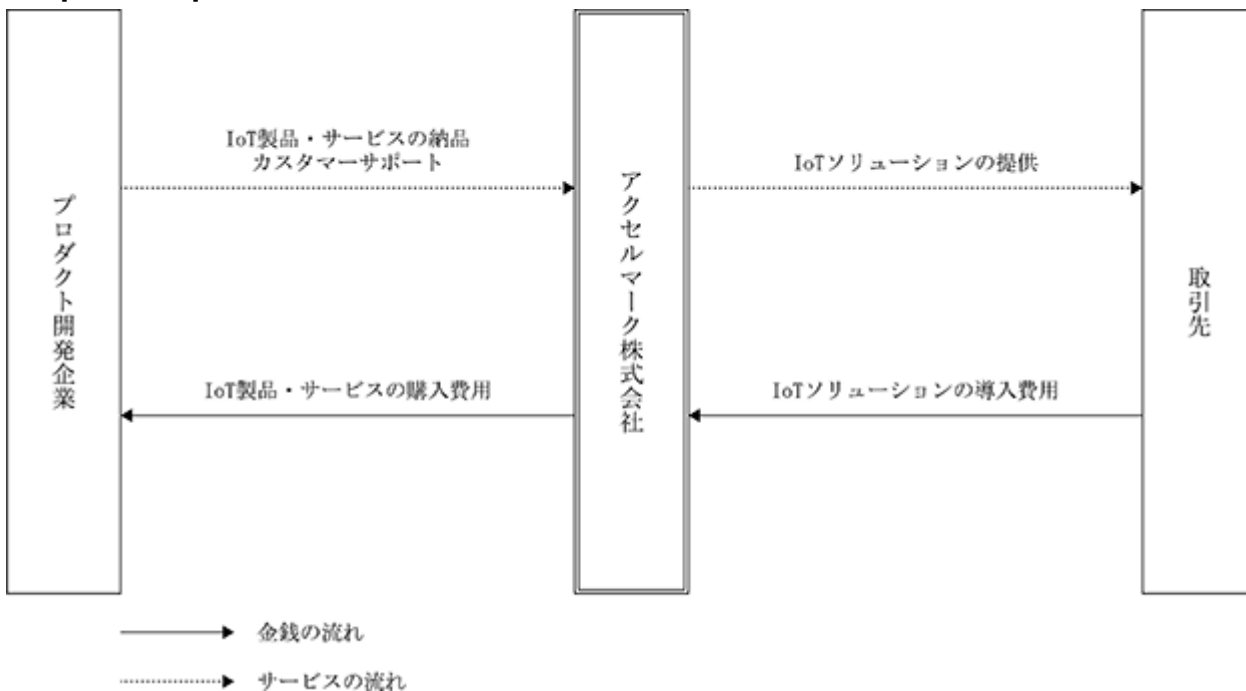 プロダクト開発企業
IoT製品・サービスの納品
カスタマーサポート
IoT製品・サービスの購入費用
アクセルマーク株式会社
IoTソリューションの提供
IoTソリューションの導入費用
取引先
金銭の流れ
サービスの流れ